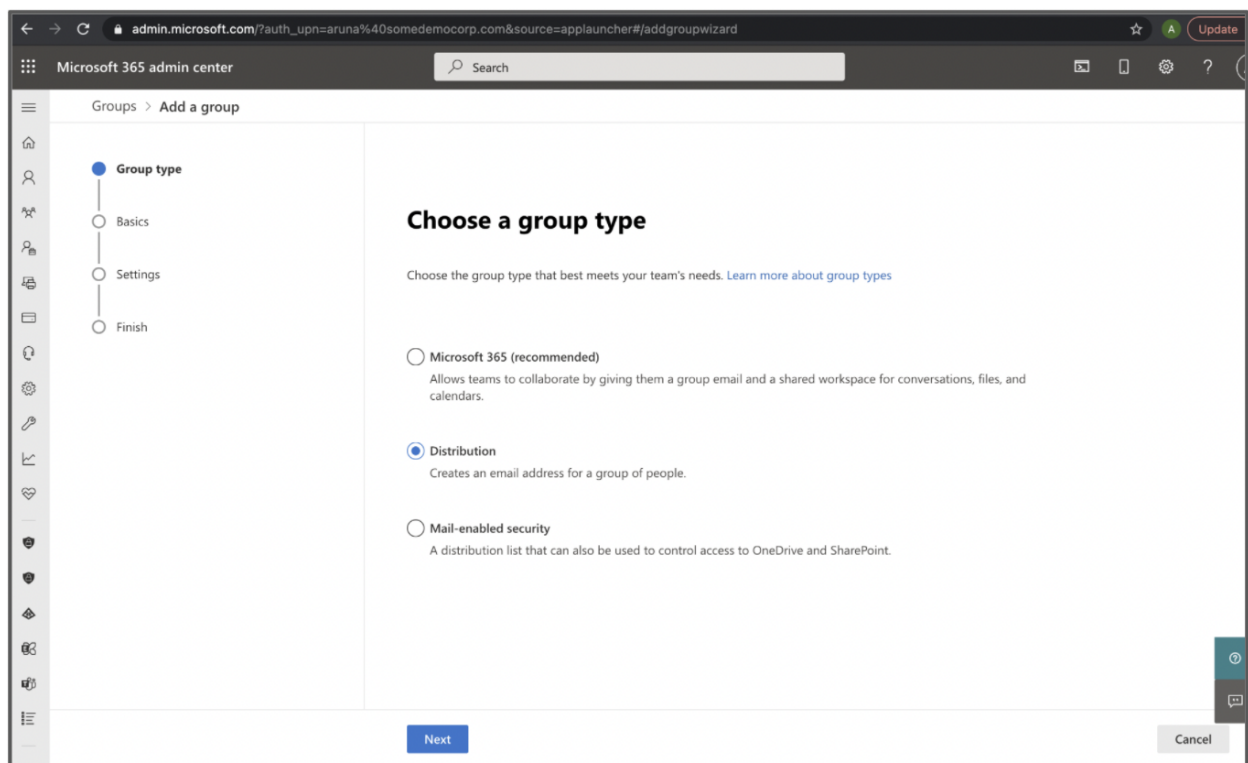 admin.microsoft.com/?auth_upn=aruna%40somedemocorp.com&source=applauncher#/addgroupwizard
A
Update
Microsoft 365 admin center
Search
?
Groups > Add a group
Group type
Basics
Settings
Finish
Choose a group type
Choose the group type that best meets your team's needs. Learn more about group types
Microsoft 365 (recommended)
Allows teams to collaborate by giving them a group email and a shared workspace for conversations, files, and
calendars.
Distribution
Creates an email address for a group of people.
Mail-enabled security
A distribution list that can also be used to control access to OneDrive and SharePoint.
Next
Cancel